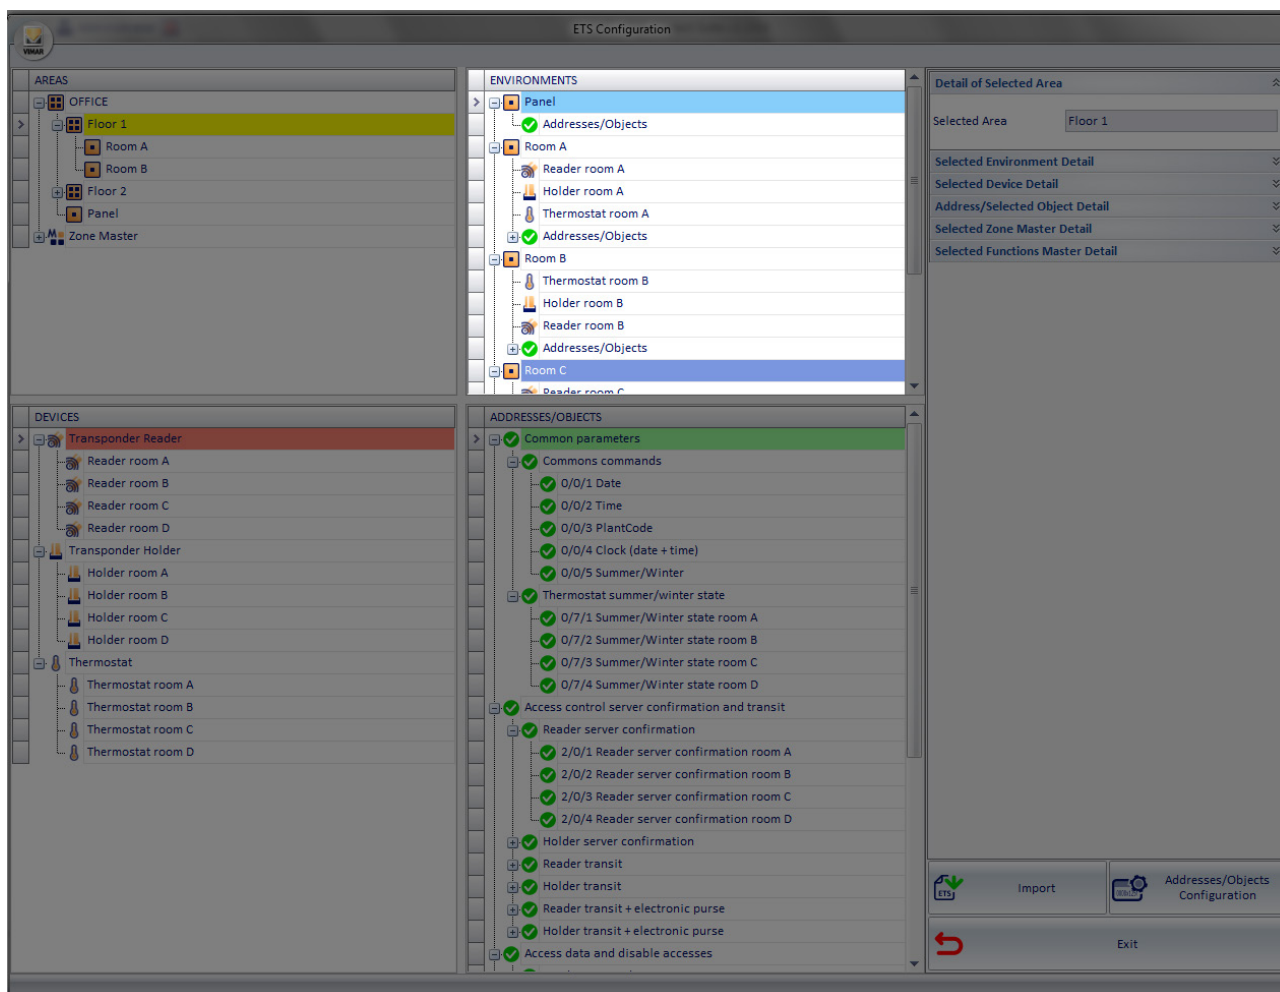 ETS Configuration
VIMAR
AREAS
OFFICE
Floor 1
Room A
Room B
Floor 2
Panel
Zone Master
ENVIRONMENTS
Panel
Addresses/Objects
Room A
Reader room A
Holder room A
Thermostat room A
Addresses/Objects
Room B
Thermostat room B
Holder room B
Reader room B
Addresses/Objects
Room C
Reader room C
Detail of Selected Area
Selected Area Floor 1
Selected Environment Detail
Selected Device Detail
Address/Selected Object Detail
Selected Zone Master Detail
Selected Functions Master Detail
DEVICES
Transponder Reader
Reader room A
Reader room B
Reader room C
Reader room D
Transponder Holder
Holder room A
Holder room B
Holder room C
Holder room D
Thermostat
Thermostat room A
Thermostat room B
Thermostat room C
Thermostat room D
ADDRESSES/OBJECTS
Common parameters
Commons commands
0/0/1 Date
0/0/2 Time
0/0/3 PlantCode
0/0/4 Clock (date + time)
0/0/5 Summer/Winter
Thermostat summer/winter state
0/7/1 Summer/Winter state room A
0/7/2 Summer/Winter state room B
0/7/3 Summer/Winter state room C
0/7/4 Summer/Winter state room D
Access control server confirmation and transit
Reader server confirmation
2/0/1 Reader server confirmation room A
2/0/2 Reader server confirmation room B
2/0/3 Reader server confirmation room C
2/0/4 Reader server confirmation room D
Holder server confirmation
Reader transit
Holder transit
Reader transit + electronic purse
Holder transit + electronic purse
Access data and disable accesses
ETS
Import
Addresses/Objects
Configuration
Exit